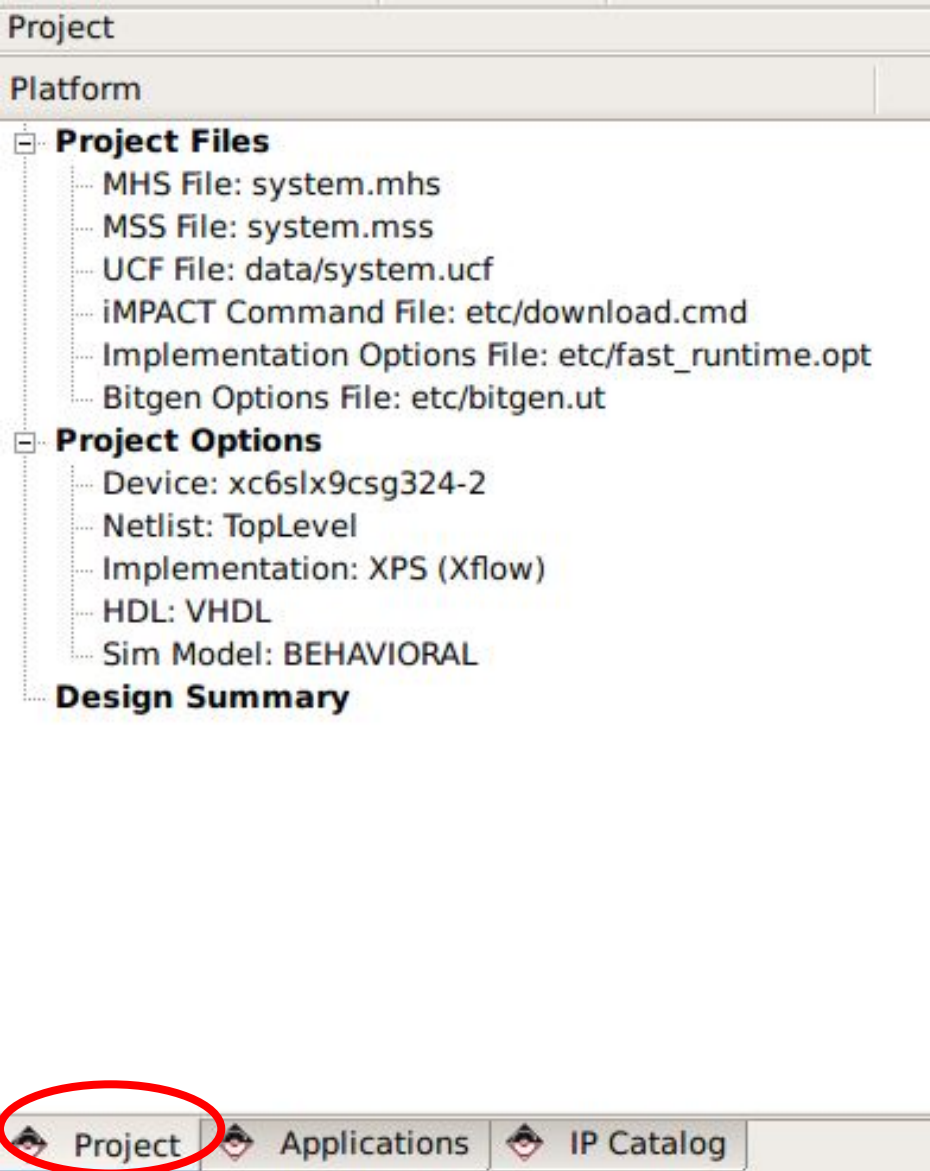 Project
Platform
Project Files
MHS File: system.mhs
MSS File: system.mss
UCF File: data/system.ucf
iMPACT Command File: etc/download.cmd
Implementation Options File: etc/fast_runtime.opt
Bitgen Options File: etc/bitgen.ut
Project Options
Device: xc6slx9csg324-2
Netlist: TopLevel
Implementation: XPS (Xflow)
HDL: VHDL
Sim Model: BEHAVIORAL
Design Summary
Project Applications IP Catalog